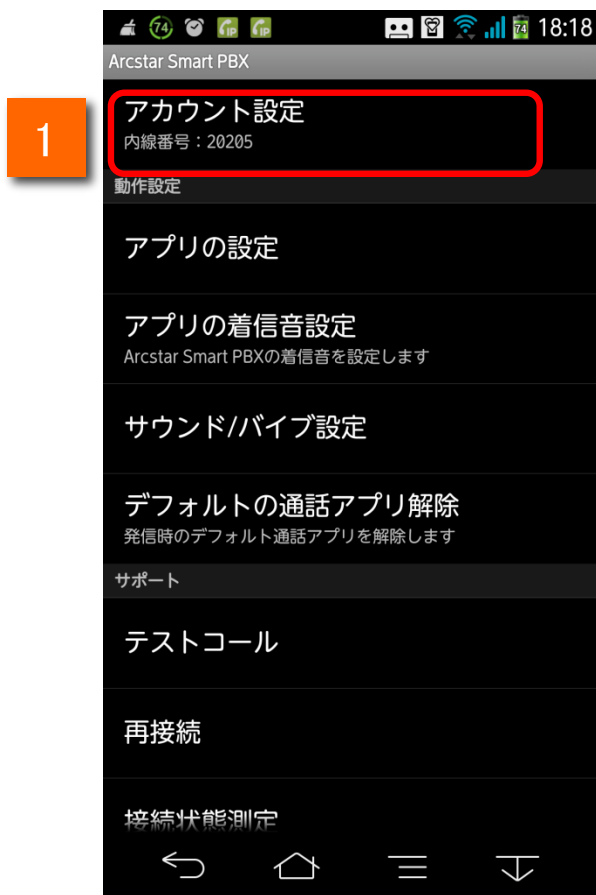 74 IP IP 74 18:18
Arcstar Smart PBX
1
アカウント設定
内線番号：20205
動作設定
アプリの設定
アプリの着信音設定
Arcstar Smart PBXの着信音を設定します
サウンド/バイブ設定
デフォルトの通話アプリ解除
発信時のデフォルト通話アプリを解除します
サポート
テストコール
再接続
接続状態測定